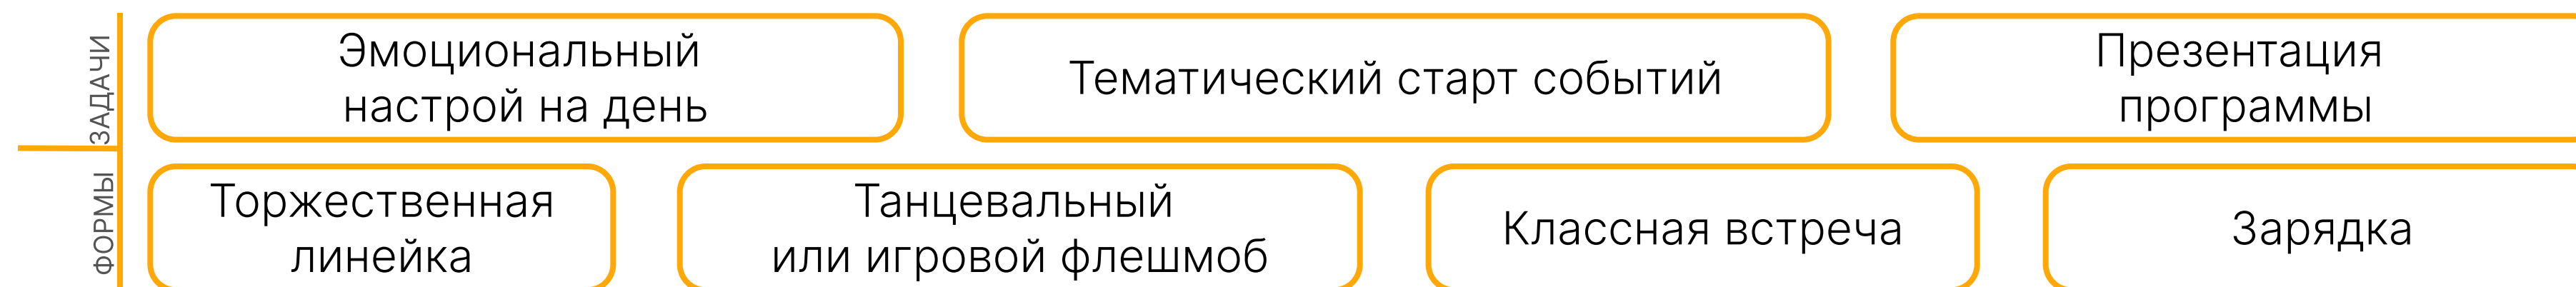 ЗАДАЧИ
Эмоциональный
настрой на день
Тематический старт событий
Презентация
программы
ФОРМЫ
Торжественная
линейка
Танцевальный
или игровой флешмоб
Классная встреча
Зарядка